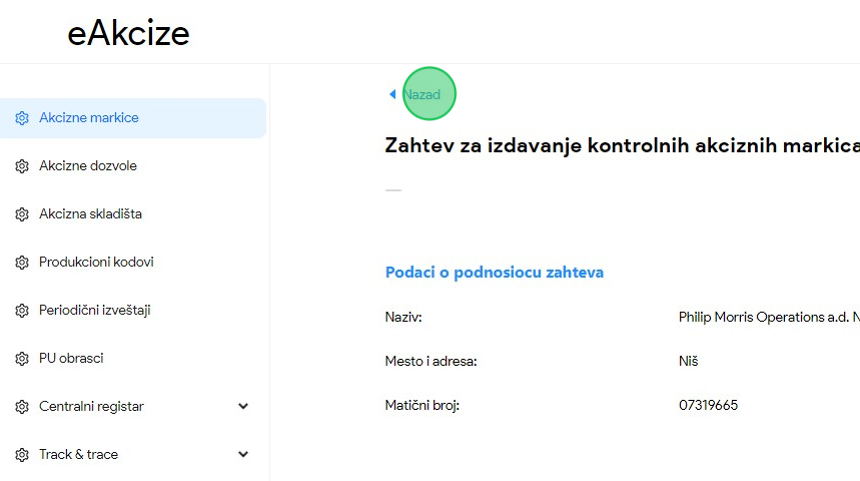 eAkcize
Nazad
Akcizne markice
Zahtev za izdavanje kontrolnih akciznih markica
Akcizne dozvole
Akcizna skladišta
Produkcioni kodovi
Podaci o podnosiocu zahteva
Periodični izveštaji
Naziv: Philip Morris Operations a.d. N
PU obrasci
Mesto i adresa: Niš
Centralni registar
Matični broj: 07319665
Track & trace